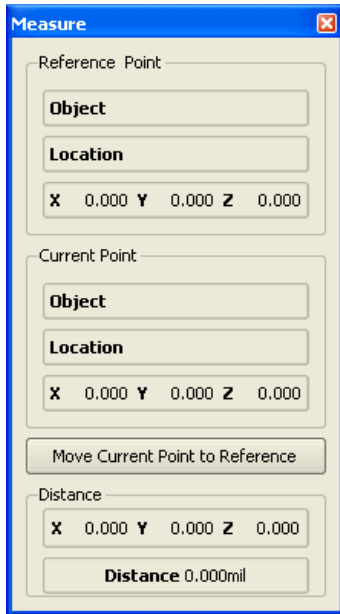 Measure
Reference Point
Object
Location
X 0.000 Y 0.000 Z 0.000
Current Point
Object
Location
X 0.000 Y 0.000 Z 0.000
Move Current Point to Reference
Distance
X 0.000 Y 0.000 Z 0.000
Distance 0.000mil